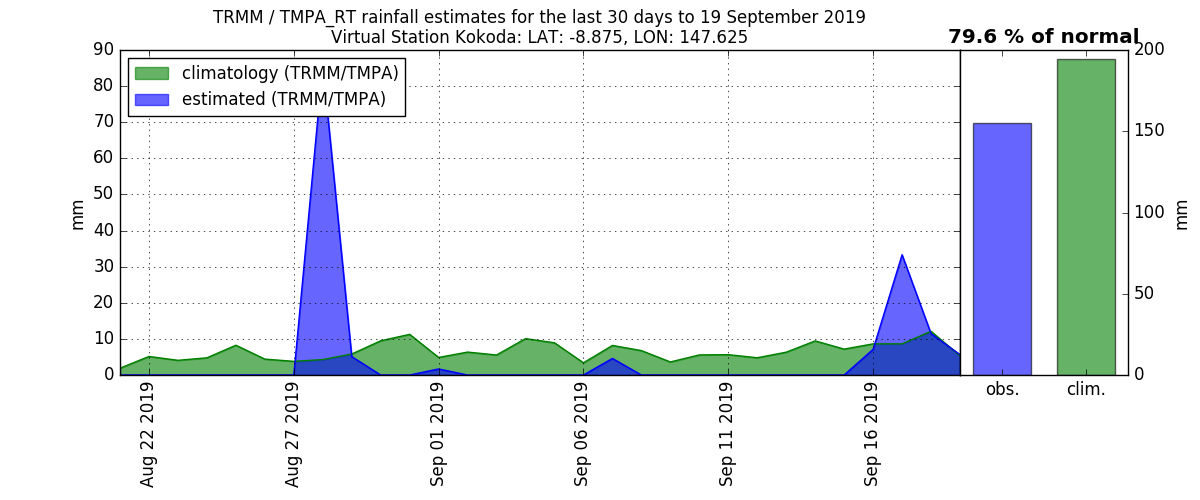 TRMM / TMPA_RT rainfall estimates for the last 30 days to 19 September 2019
Virtual Station Kokoda: LAT: -8.875, LON: 147.625
79.6 % of normal
climatology (TRMM/TMPA)
estimated (TRMM/TMPA)
90
80
70
60
50
40
30
20
10
0
mm
Aug 22 2019
Aug 27 2019
Sep 01 2019
Sep 06 2019
Sep 11 2019
Sep 16 2019
200
150
100
50
0
mm
obs.
clim.